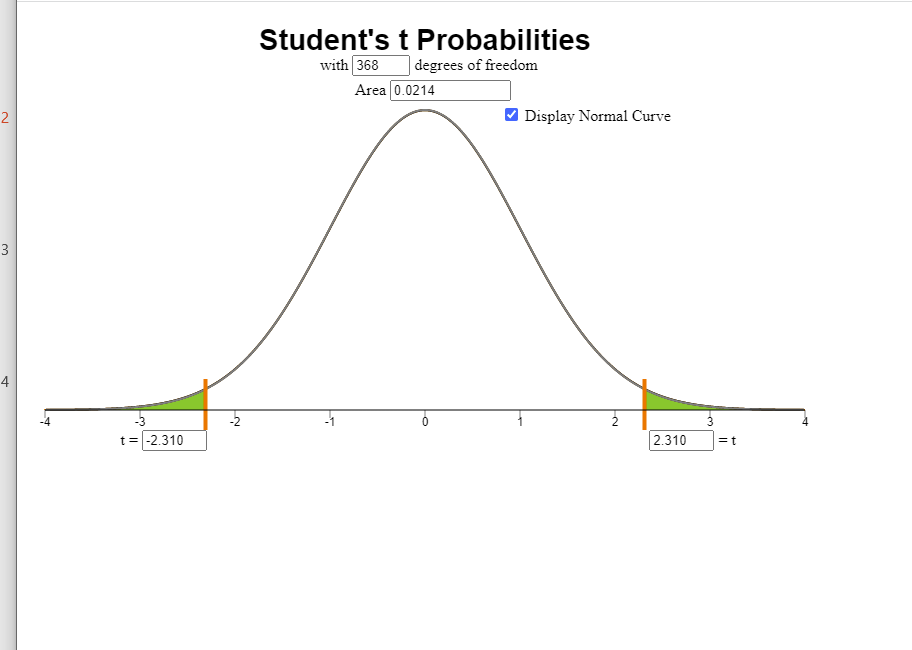 Student's t Probabilities
with 368 degrees of freedom
Area 0.0214
2
Display Normal Curve
3
4
-4 -3 -2 -1 0 1 2 3 4
t = -2.310 2.310 = t